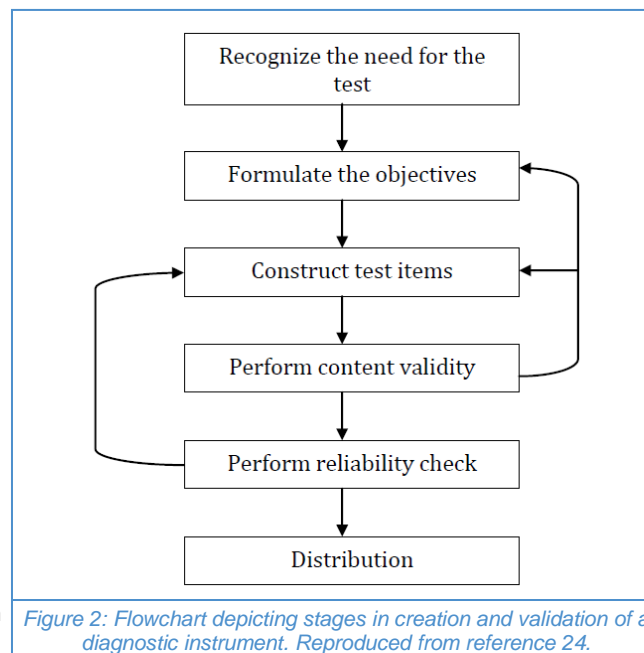 Recognize the need for the
test
Formulate the objectives
Construct test items
Perform content validity
Perform reliability check
Distribution
Figure 2: Flowchart depicting stages in creation and validation of a
diagnostic instrument. Reproduced from reference 24.